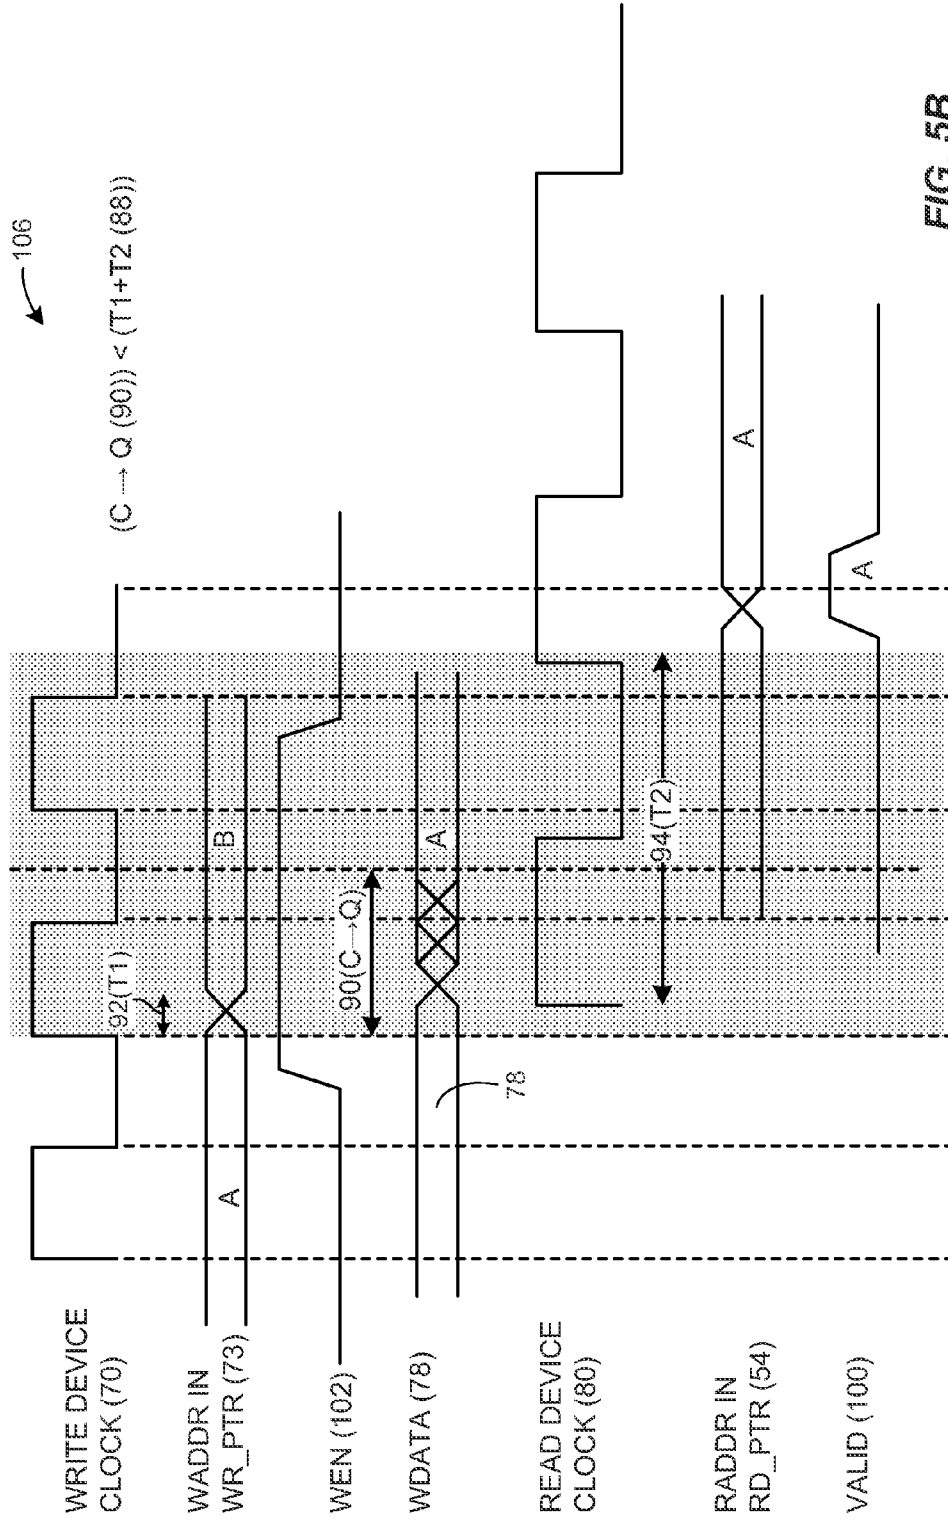 106
(C → Q (90)) < (T1+T2 (88))
WRITE DEVICE
CLOCK (70)
92(T1)
WADDR IN
WR_PTR (73)
A
B
WEN (102)
90(C→Q)
WDATA (78)
78
A
READ DEVICE
CLOCK (80)
94(T2)
RADDR IN
RD_PTR (54)
A
VALID (100)
A
FIG. 5B